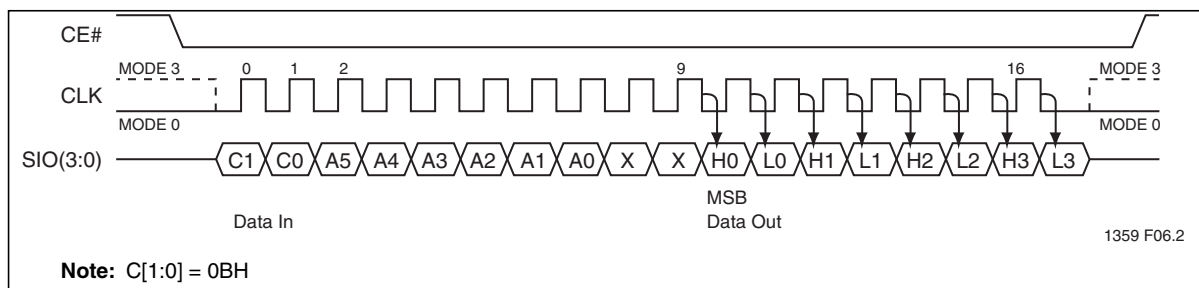 CE#
MODE 3 0 1 2 9 16 MODE 3
CLK
MODE 0 MODE 0
SIO(3:0) C1 C0 A5 A4 A3 A2 A1 A0 X X H0 L0 H1 L1 H2 L2 H3 L3
MSB
Data In Data Out
1359 F06.2
Note: C[1:0] = 0BH